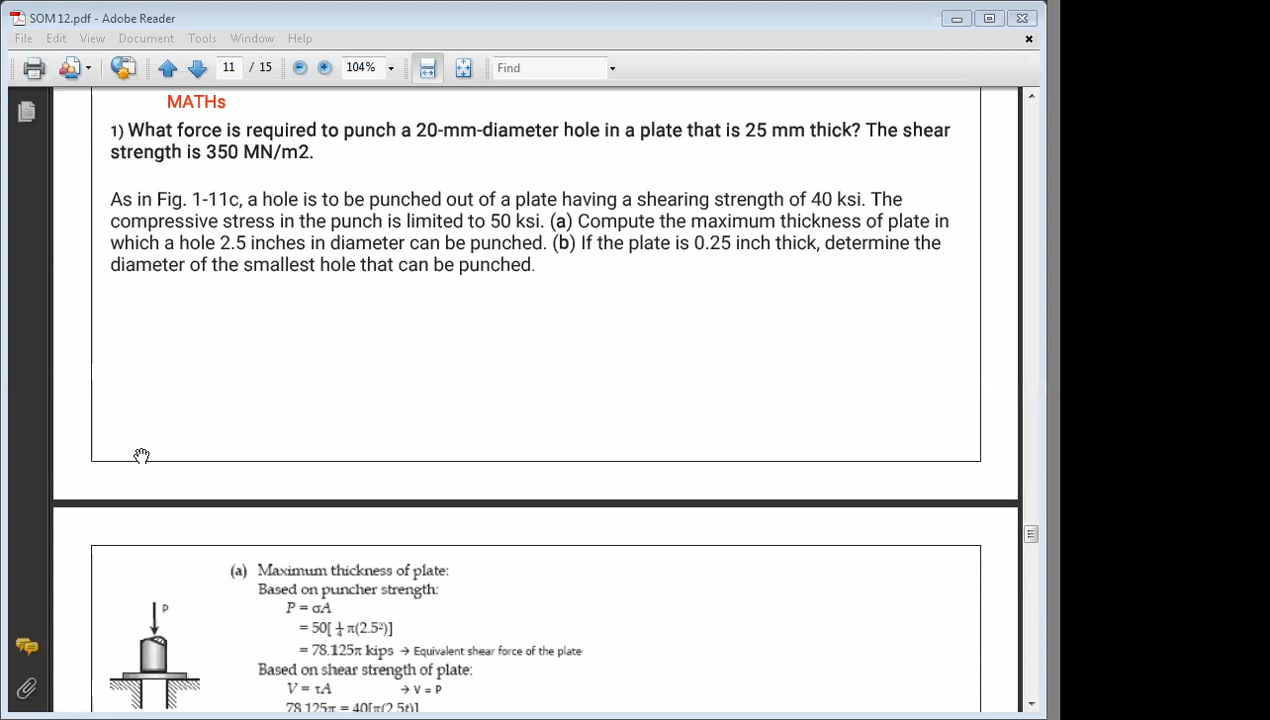 SOM 12.pdf - Adobe Reader
File Edit View Document Tools Window Help
11 / 15 104% Find
MATHs
1) What force is required to punch a 20-mm-diameter hole in a plate that is 25 mm thick? The shear
strength is 350 MN/m2.
As in Fig. 1-11c, a hole is to be punched out of a plate having a shearing strength of 40 ksi. The
compressive stress in the punch is limited to 50 ksi. (a) Compute the maximum thickness of plate in
which a hole 2.5 inches in diameter can be punched. (b) If the plate is 0.25 inch thick, determine the
diameter of the smallest hole that can be punched.
(a) Maximum thickness of plate:
Based on puncher strength:
P = σA
= 50[ ¼ π(2.5²)]
= 78.125π kips → Equivalent shear force of the plate
Based on shear strength of plate:
V = τA → V = P
78.125π = 40[π(2.5t)]
P